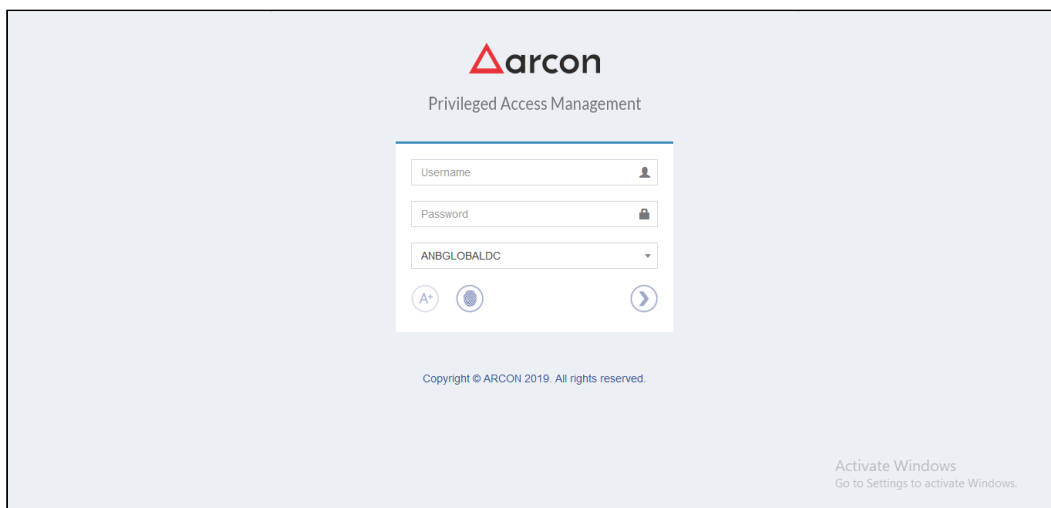 arcon
Privileged Access Management
Username
Password
ANBGLOBALDC
A+
Copyright © ARCON 2019. All rights reserved.
Activate Windows
Go to Settings to activate Windows.